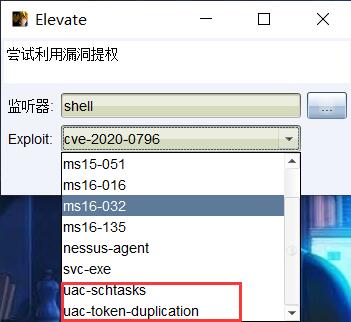 Elevate
尝试利用漏洞提权
监听器: shell ...
Exploit: cve-2020-0796
ms15-051
ms16-016
ms16-032
ms16-135
nessus-agent
svc-exe
uac-schtasks
uac-token-duplication